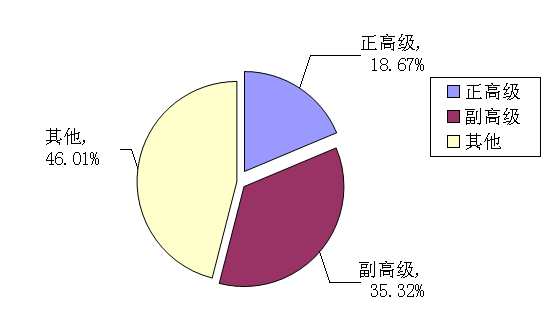 正高级,
18.67%
正高级
副高级
其他
其他,
46.01%
副高级,
35.32%